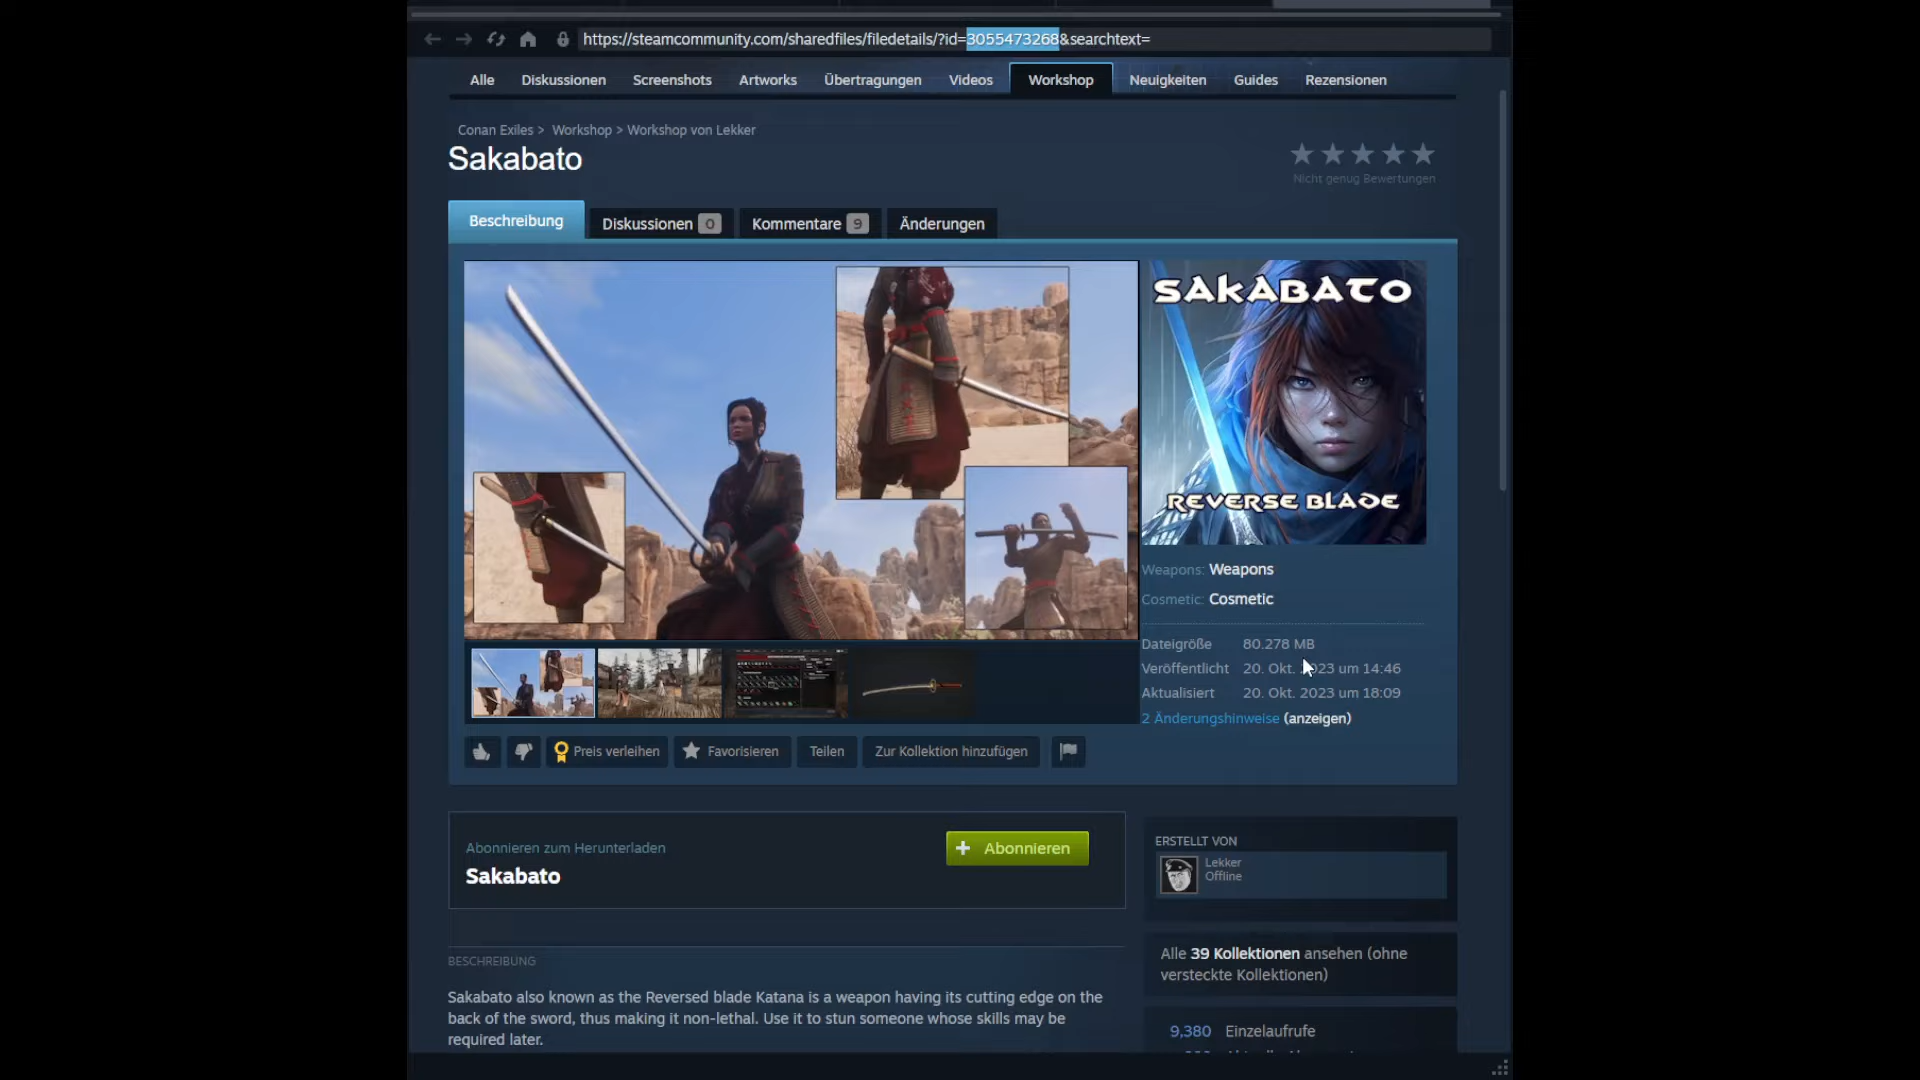 https://steamcommunity.com/sharedfiles/filedetails/?id=3055473268&searchtext=
Alle Diskussionen Screenshots Artworks Übertragungen Videos Workshop Neuigkeiten Guides Rezensionen
Conan Exiles > Workshop > Workshop von Lekker
Sakabato
Nicht genug Bewertungen
Beschreibung Diskussionen 0 Kommentare 9 Änderungen
SAKABATO
REVERSE BLADE
Weapons: Weapons
Cosmetic: Cosmetic
Dateigröße 80.278 MB
Veröffentlicht 20. Okt. 2023 um 14:46
Aktualisiert 20. Okt. 2023 um 18:09
2 Änderungshinweise (anzeigen)
Preis verleihen Favorisieren Teilen Zur Kollektion hinzufügen
Abonnieren zum Herunterladen
Sakabato
+ Abonnieren
ERSTELLT VON
Lekker
Offline
Alle 39 Kollektionen ansehen (ohne
versteckte Kollektionen)
9,380 Einzelaufrufe
BESCHREIBUNG
Sakabato also known as the Reversed blade Katana is a weapon having its cutting edge on the
back of the sword, thus making it non-lethal. Use it to stun someone whose skills may be
required later.